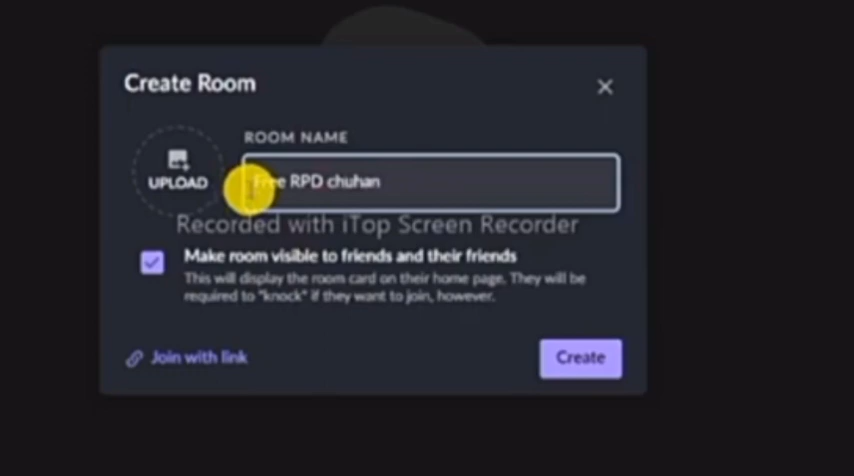 Create Room
ROOM NAME
UPLOAD
Free RPD chuhan
Recorded with iTop Screen Recorder
Make room visible to friends and their friends
This will display the room card on their home page. They will be
required to "knock" if they want to join, however.
Join with link
Create